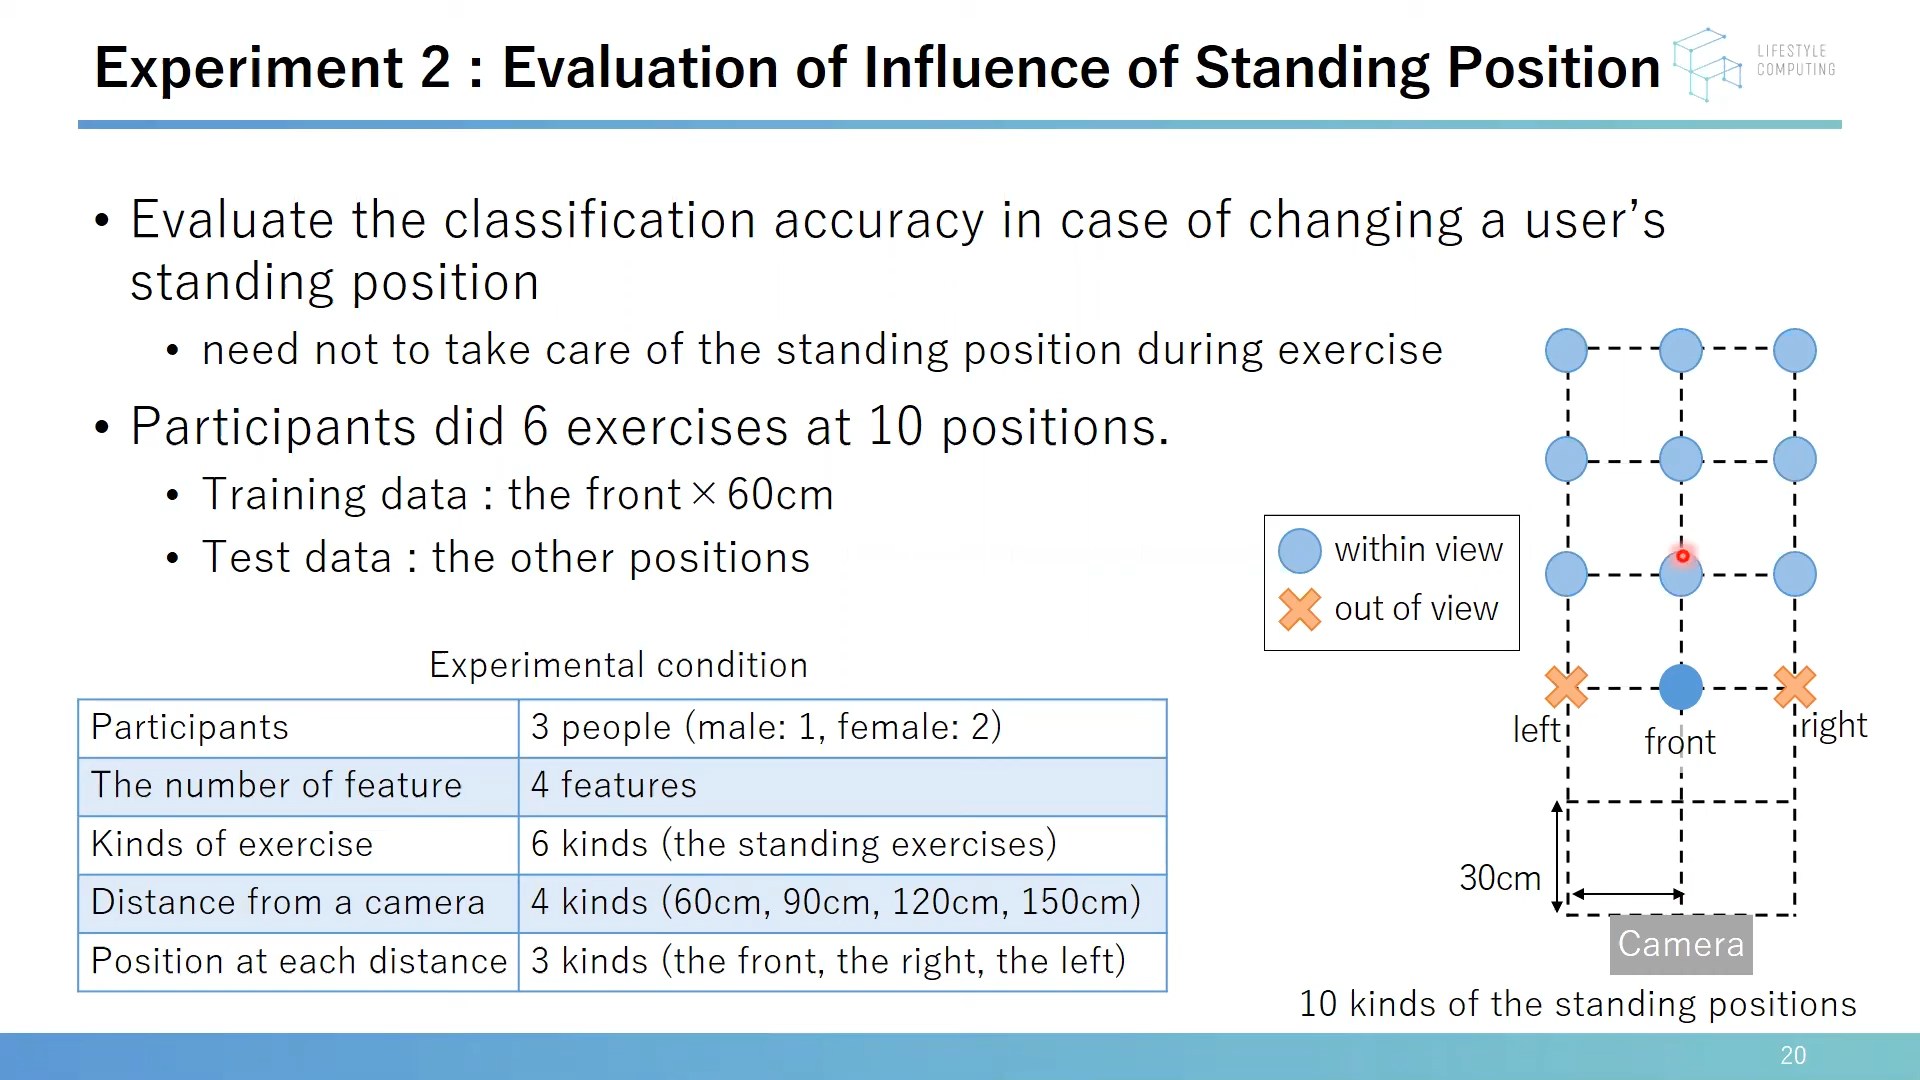 Experiment 2 : Evaluation of Influence of Standing Position
LIFESTYLE
COMPUTING
• Evaluate the classification accuracy in case of changing a user’s
standing position
• need not to take care of the standing position during exercise
• Participants did 6 exercises at 10 positions.
• Training data : the front×60cm
• Test data : the other positions
within view
out of view
left
front
right
30cm
Camera
10 kinds of the standing positions
Experimental condition
Participants 3 people (male: 1, female: 2)
The number of feature 4 features
Kinds of exercise 6 kinds (the standing exercises)
Distance from a camera 4 kinds (60cm, 90cm, 120cm, 150cm)
Position at each distance 3 kinds (the front, the right, the left)
20